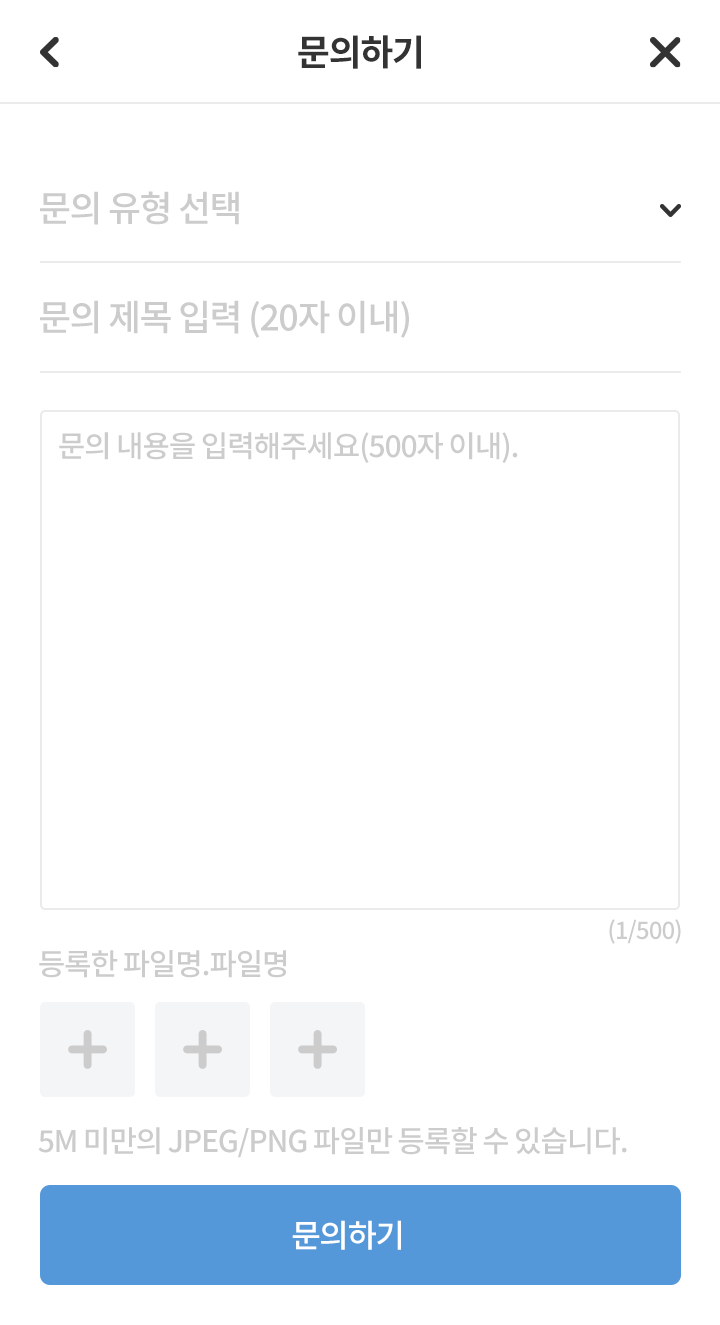 문의하기
문의 유형 선택
문의 제목 입력 (20자 이내)
문의 내용을 입력해주세요(500자 이내).
(1/500)
등록한 파일명.파일명
5M 미만의 JPEG/PNG 파일만 등록할 수 있습니다.
문의하기